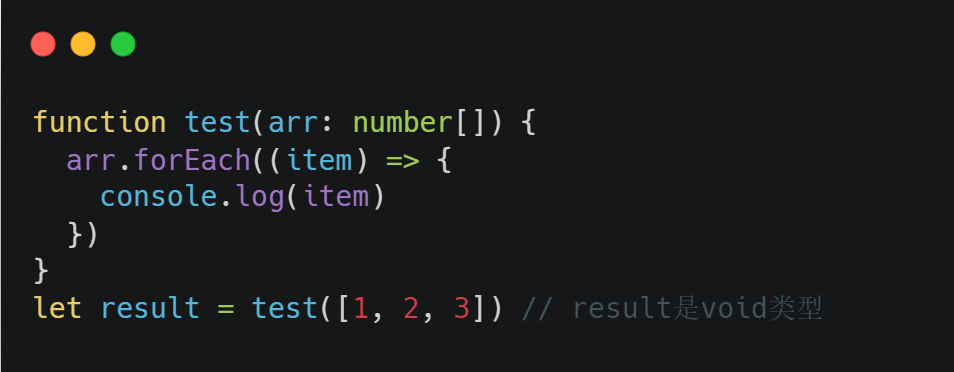 function test(arr: number[]) {
  arr.forEach((item) => {
    console.log(item)
  })
}
let result = test([1, 2, 3]) // result是void类型